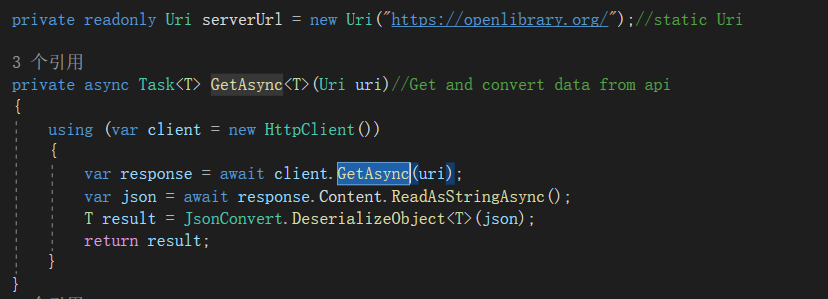 private readonly Uri serverUrl = new Uri("https://openlibrary.org/");//static Uri
3 个引用
private async Task<T> GetAsync<T>(Uri uri)//Get and convert data from api
{
using (var client = new HttpClient())
{
var response = await client.GetAsync(uri);
var json = await response.Content.ReadAsStringAsync();
T result = JsonConvert.DeserializeObject<T>(json);
return result;
}
}